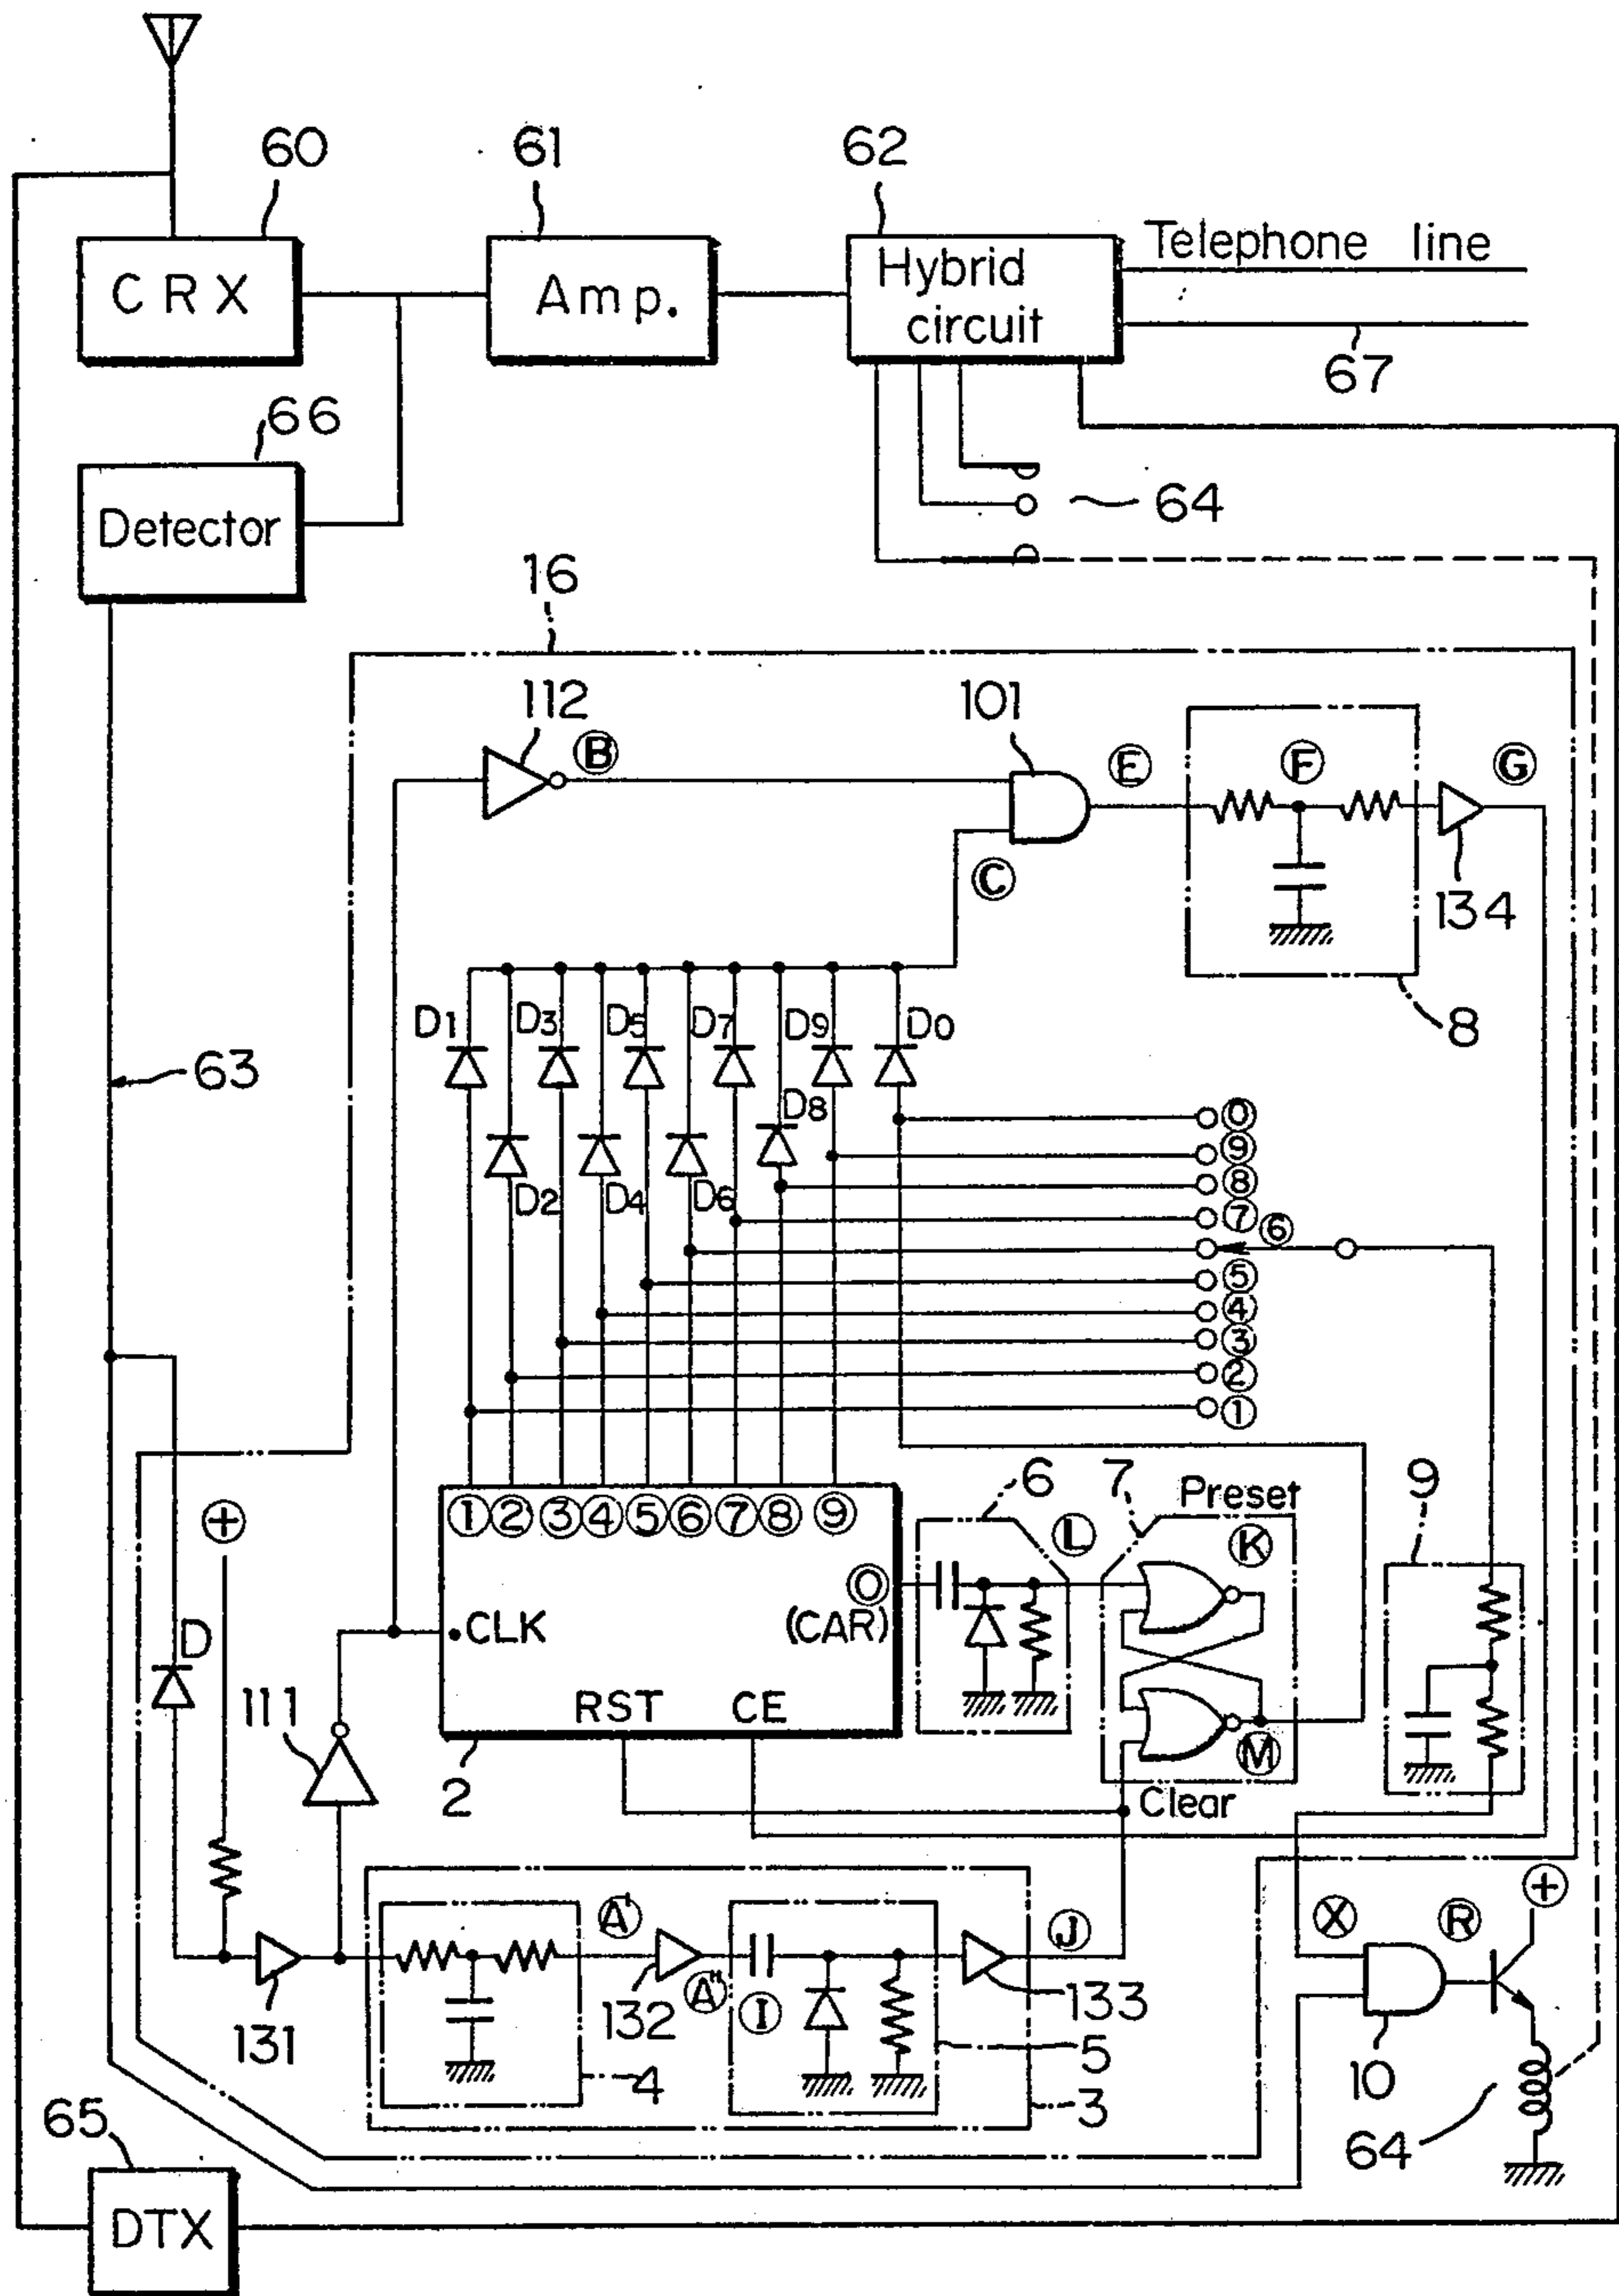 60
61
62
CRX
Amp.
Hybrid
circuit
Telephone line
67
66
Detector
64
16
112
Ⓑ
101
Ⓔ
Ⓕ
Ⓖ
Ⓒ
134
8
63
D1
D3
D5
D7
D9
D0
D8
D2
D4
D6
⓪
⑨
⑧
⑦
⑥
⑤
④
③
②
①
⊕
① ② ③ ④ ⑤ ⑥ ⑦ ⑧ ⑨
⓪
(CAR)
CLK
RST
CE
2
6
Ⓛ
7
Preset
Ⓚ
Ⓜ
Clear
9
D
111
131
A'
132
A"
Ⓘ
Ⓙ
133
4
5
3
Ⓧ
Ⓡ
⊕
10
64
65
DTX